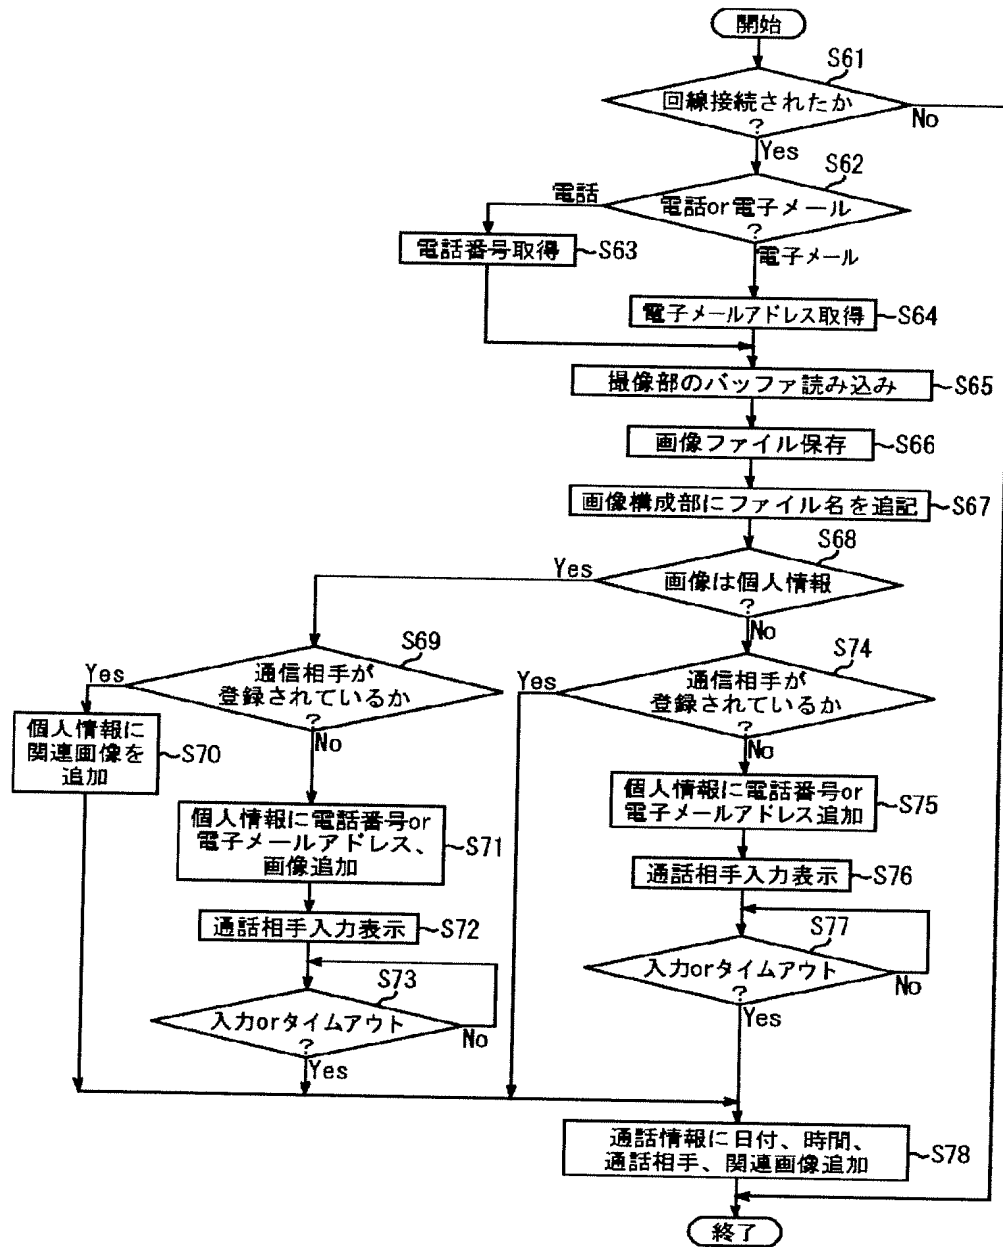 開始
S61
回線接続されたか
?
No
Yes
S62
電話
電話or電子メール
?
電話番号取得
S63
電子メール
電子メールアドレス取得
S64
撮像部のバッファ読み込み
S65
画像ファイル保存
S66
画像構成部にファイル名を追記
S67
S68
Yes
画像は個人情報
?
No
S69
Yes
通信相手が
登録されているか
?
No
S74
Yes
通信相手が
登録されているか
?
No
個人情報に
関連画像を
追加
S70
個人情報に電話番号or
電子メールアドレス、
画像追加
S71
個人情報に電話番号or
電子メールアドレス追加
S75
通話相手入力表示
S76
通話相手入力表示
S72
S77
入力orタイムアウト
?
No
Yes
S73
入力orタイムアウト
?
No
Yes
通話情報に日付、時間、
通話相手、関連画像追加
S78
終了